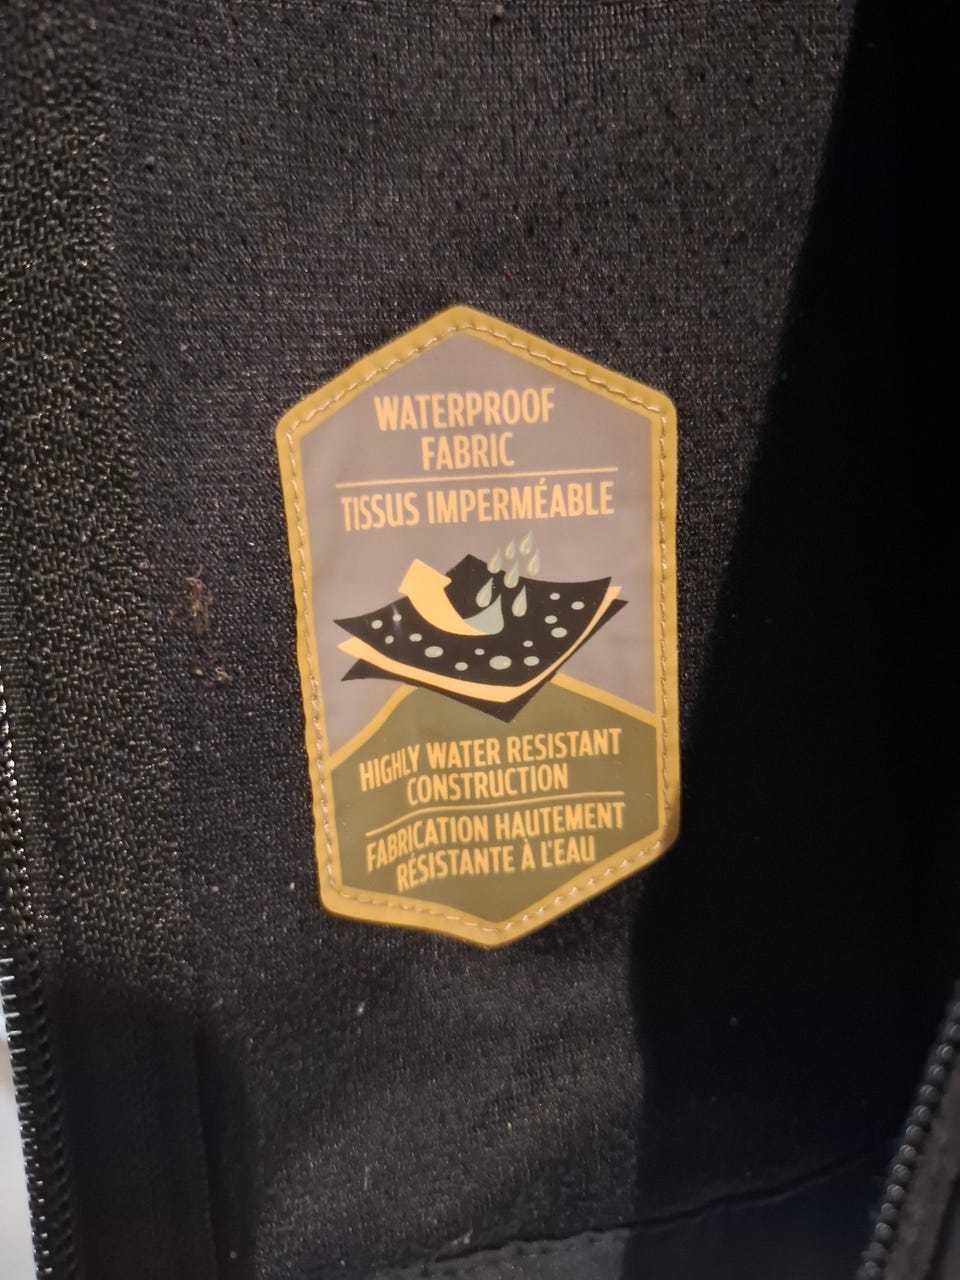 WATERPROOF
FABRIC
TISSUS IMPERMÉABLE
HIGHLY WATER RESISTANT
CONSTRUCTION
FABRICATION HAUTEMENT
RÉSISTANTE À L'EAU